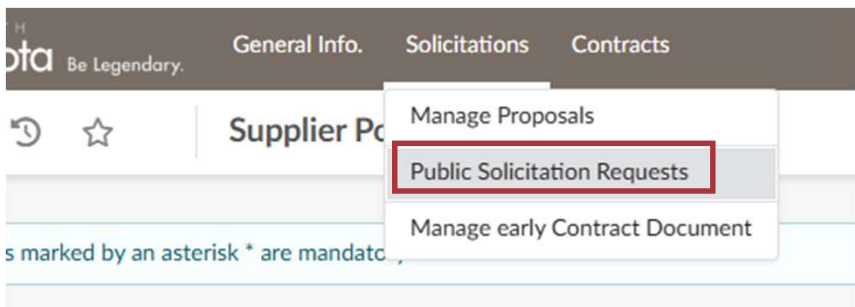 H
ota Be Legendary.
General Info. Solicitations Contracts
Supplier Po
Manage Proposals
Public Solicitation Requests
Manage early Contract Document
s marked by an asterisk * are mandato